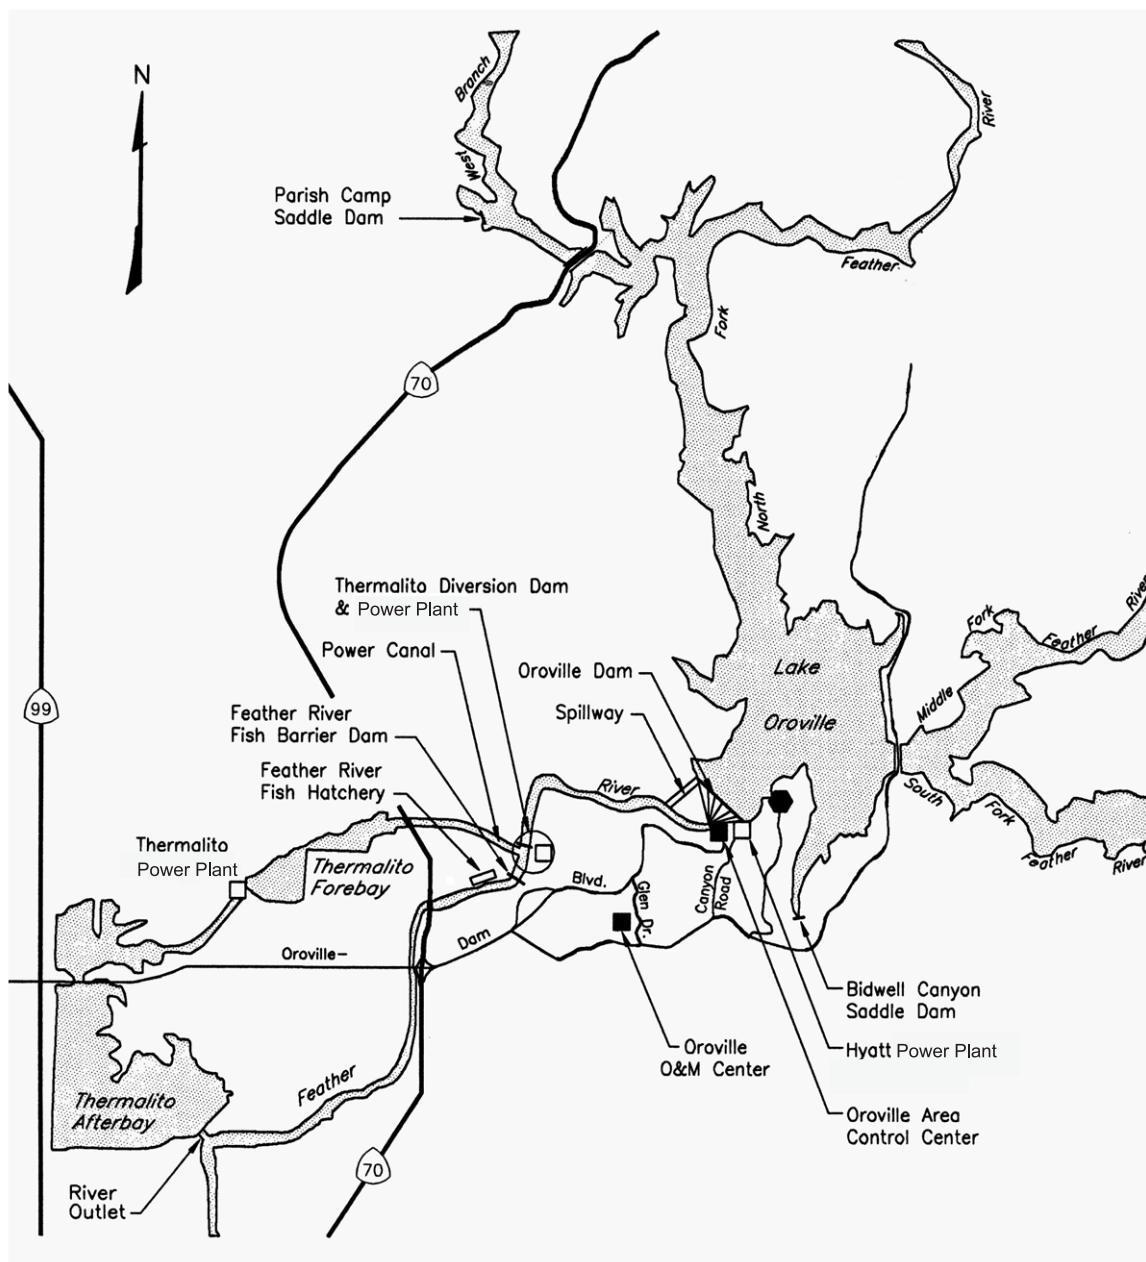 N
Branch
West
River
Parish Camp
Saddle Dam
Feather
Fork
70
North
Thermalito Diversion Dam
& Power Plant
Power Canal
Oroville Dam
Spillway
Lake
Oroville
Fork
Feather
River
Middle
99
Feather River
Fish Barrier Dam
Feather River
Fish Hatchery
River
South
Fork
Feather
River
Thermalito
Power Plant
Thermalito
Forebay
Blvd.
Glen Dr.
Canyon
Road
Dam
Oroville-
Bidwell Canyon
Saddle Dam
Oroville
O&M Center
Hyatt Power Plant
Feather
Thermalito
Afterbay
Oroville Area
Control Center
70
River
Outlet